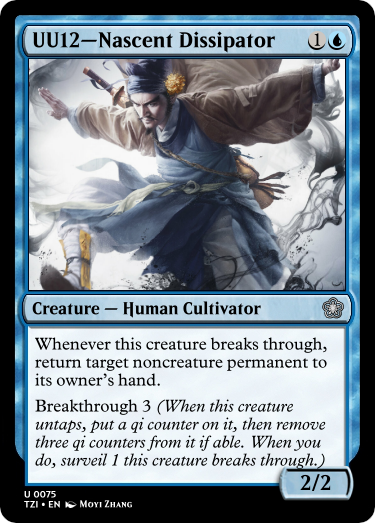 UU12—Nascent Dissipator 1
Creature — Human Cultivator
Whenever this creature breaks through,
return target noncreature permanent to
its owner's hand.
Breakthrough 3 (When this creature
untaps, put a qi counter on it, then remove
three qi counters from it if able. When you
do, surveil 1 this creature breaks through.)
2/2
U 0075
TZI • EN Moyi Zhang